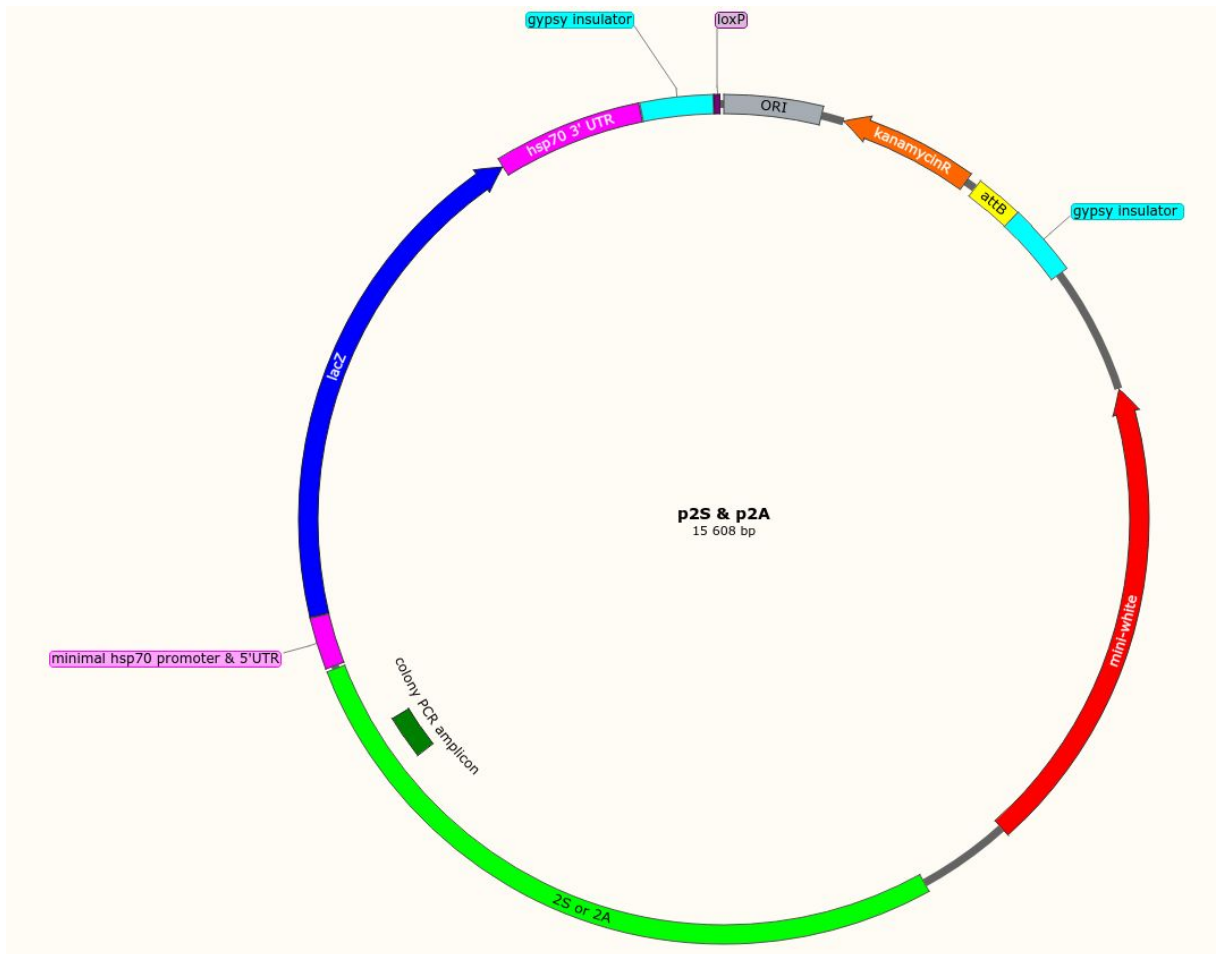 gypsy insulator
loxP
ORI
hsp70 3' UTR
kanamycinR
attB
gypsy insulator
lacZ
p2S & p2A
15 608 bp
mini-white
minimal hsp70 promoter & 5'UTR
colony PCR amplicon
2S or 2A